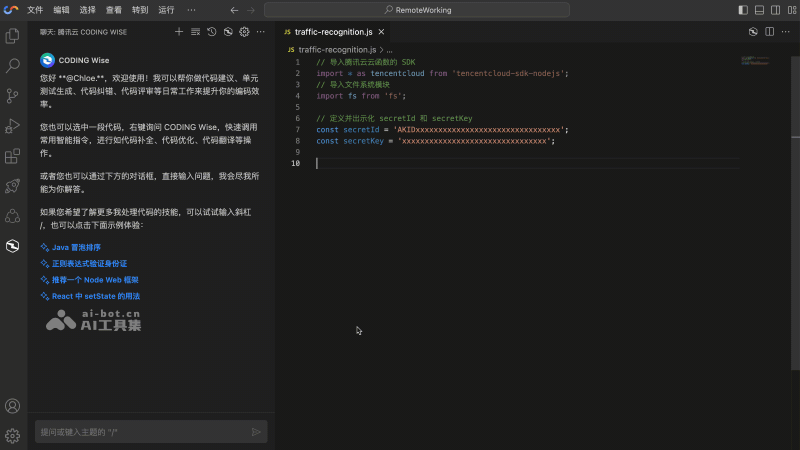 文件 编辑 选择 查看 转到 运行 ···
RemoteWorking
聊天: 腾讯云 CODING WISE
CODING Wise
您好 **@Chloe.**，欢迎使用！我可以帮你做代码建议、单元
测试生成、代码纠错、代码评审等日常工作来提升你的编码效
率。
您也可以选中一段代码，右键询问 CODING Wise，快速调用
常用智能指令，进行如代码补全、代码优化、代码翻译等操
作。
或者您也可以通过下方的对话框，直接输入问题，我会尽我所
能为你解答。
如果您希望了解更多我处理代码的技能，可以试试输入斜杠
/，也可以点击下面示例体验：
Java 冒泡排序
正则表达式验证身份证
推荐一个 Node Web 框架
React 中 setState 的用法
ai-bot.cn
AI工具集
提问或键入主题的 "/"
JS traffic-recognition.js
JS traffic-recognition.js > ...
1 // 导入腾讯云云函数的 SDK
2 import * as tencentcloud from 'tencentcloud-sdk-nodejs';
3 // 导入文件系统模块
4 import fs from 'fs';
5
6 // 定义并出示化 secretId 和 secretKey
7 const secretId = 'AKIDxxxxxxxxxxxxxxxxxxxxxxxxxxxxxxxx';
8 const secretKey = 'xxxxxxxxxxxxxxxxxxxxxxxxxxxxxxxx';
9
10